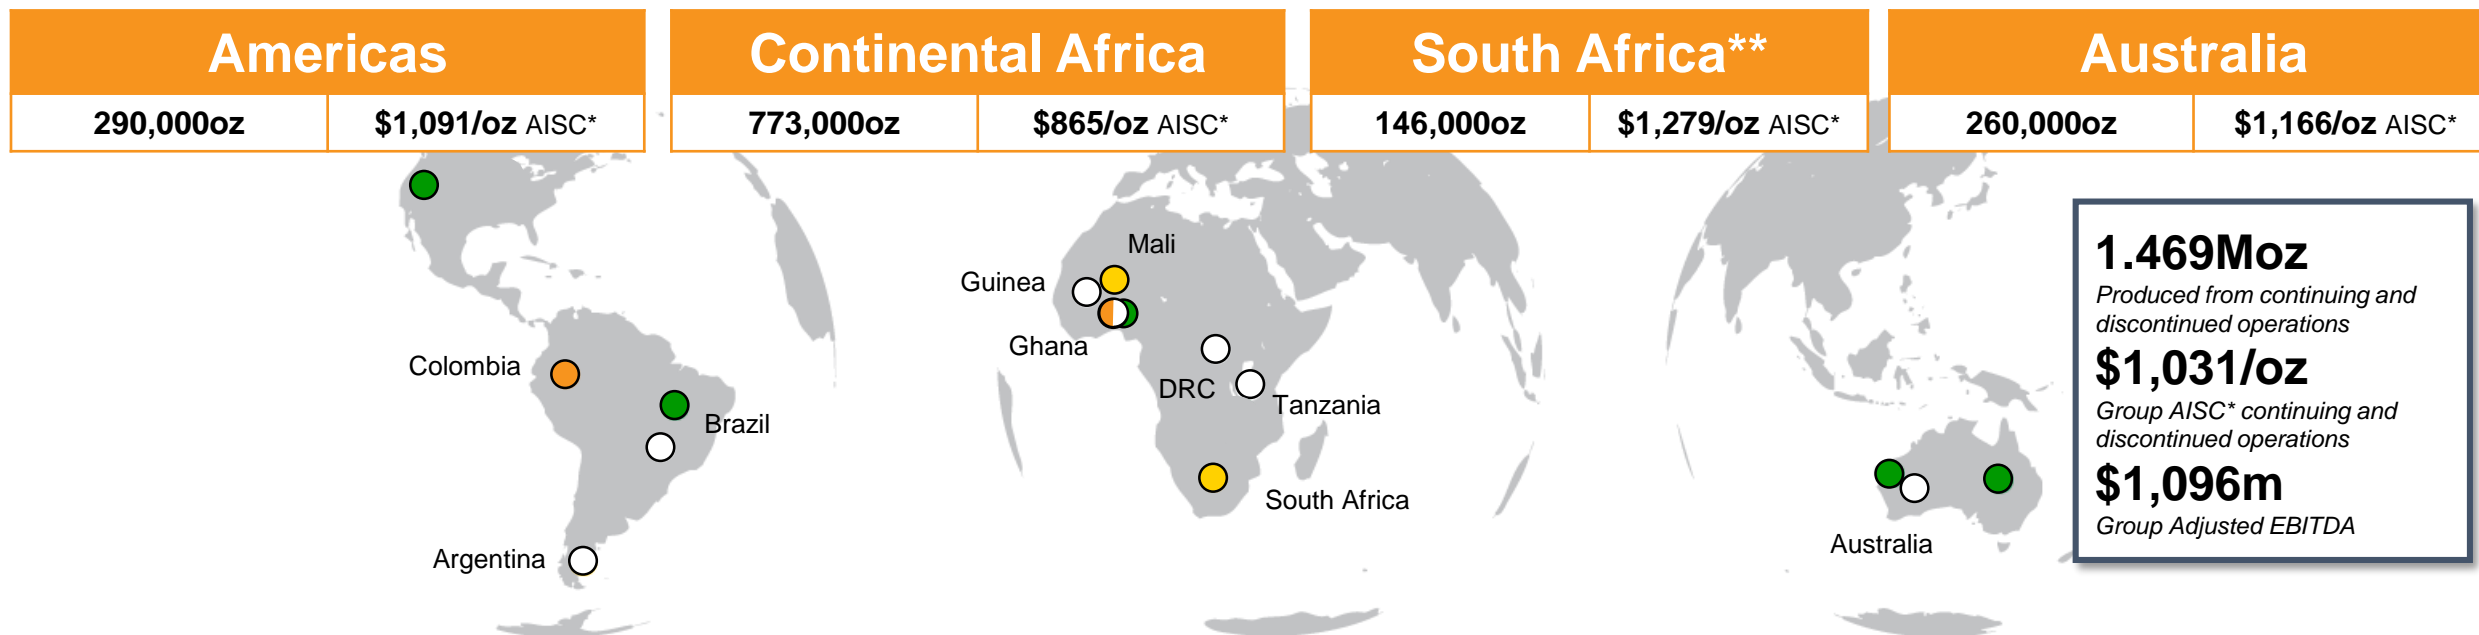 Americas
290,000oz
$1,091/oz AISC*
Continental Africa
773,000oz
$865/oz AISC*
South Africa**
146,000oz
$1,279/oz AISC*
Australia
260,000oz
$1,166/oz AISC*
Colombia
Brazil
Argentina
Mali
Guinea
Ghana
DRC
Tanzania
South Africa
Australia
1.469Moz
Produced from continuing and
discontinued operations
$1,031/oz
Group AISC* continuing and
discontinued operations
$1,096m
Group Adjusted EBITDA